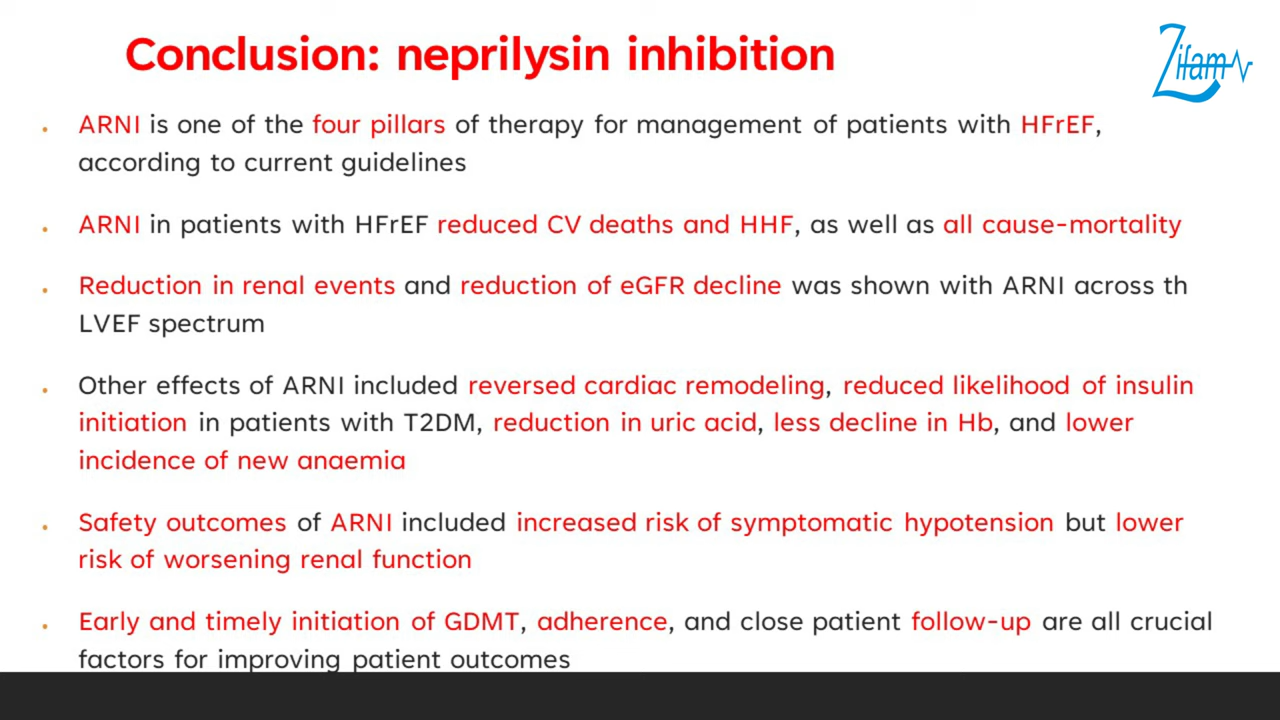 Conclusion: neprilysin inhibition
Zifam
ARNI is one of the four pillars of therapy for management of patients with HFrEF,
according to current guidelines
ARNI in patients with HFrEF reduced CV deaths and HHF, as well as all cause-mortality
Reduction in renal events and reduction of eGFR decline was shown with ARNI across th
LVEF spectrum
Other effects of ARNI included reversed cardiac remodeling, reduced likelihood of insulin
initiation in patients with T2DM, reduction in uric acid, less decline in Hb, and lower
incidence of new anaemia
Safety outcomes of ARNI included increased risk of symptomatic hypotension but lower
risk of worsening renal function
Early and timely initiation of GDMT, adherence, and close patient follow-up are all crucial
factors for improving patient outcomes